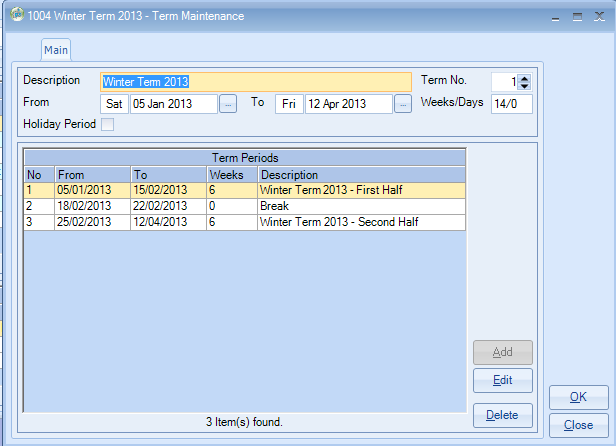 1004 Winter Term 2013 - Term Maintenance
Main
Description Winter Term 2013 Term No. 1
From Sat 05 Jan 2013 ... To Fri 12 Apr 2013 ... Weeks/Days 14/0
Holiday Period
Term Periods
No From To Weeks Description
1 05/01/2013 15/02/2013 6 Winter Term 2013 - First Half
2 18/02/2013 22/02/2013 0 Break
3 25/02/2013 12/04/2013 6 Winter Term 2013 - Second Half
Add
Edit
OK
Delete
3 Item(s) found.
Close